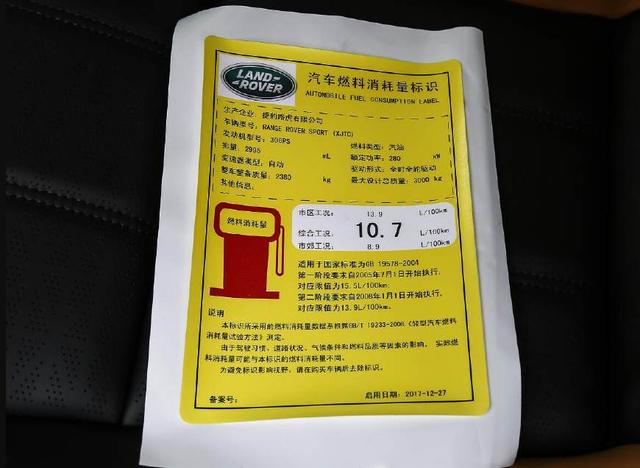 LAND-
ROVER
汽车燃料消耗量标识
AUTOMOBILE FUEL CONSUMPTION LABEL
生产企业: 捷豹路虎有限公司
车辆型号: RANGE ROVER SPORT (XJTC)
发动机型号: 306PS 燃料类型: 汽油
排量: 2995 mL 额定功率: 280 kW
变速器类型: 自动 驱动形式: 全时全轮驱动
整车整备质量: 2380 kg 最大设计总质量: 3000 kg
其他信息:
燃料消耗量
市区工况: 13.9 L/100km
综合工况: 10.7 L/100km
市郊工况: 8.9 L/100km
适用于国家标准为GB 19578-2004
第一阶段要求自2005年7月1日开始执行,
对应限值为15.5L/100km;
第二阶段要求自2008年1月1日开始执行,
对应限值为13.9L/100km.
说明
本标识所采用的燃料消耗量数据系根据GB/T 19233-2008《轻型汽车燃料
消耗量试验方法》测定。
由于驾驶习惯、道路状况、气候条件和燃料品质等因素的影响, 实际燃
料消耗量可能与本标识的燃料消耗量不同。
为避免标识影响视野, 请在购买车辆后去除标识。
备案号: 启用日期: 2017-12-27